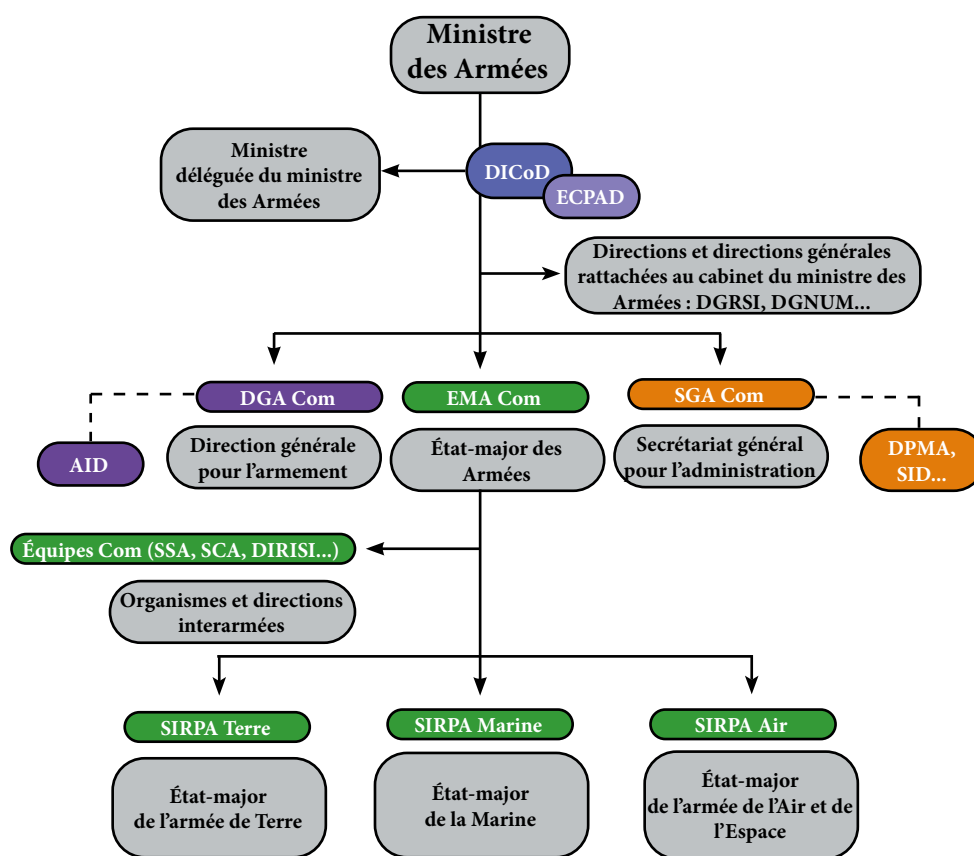 Ministre
des Armées
Ministre
déléguée du ministre
des Armées
DICoD
ECPAD
Directions et directions générales
rattachées au cabinet du ministre des
Armées : DGRSI, DGNUM...
DGA Com
EMA Com
SGA Com
AID
Direction générale
pour l'armement
État-major des
Armées
Secrétariat général
pour l'administration
DPMA,
SID...
Équipes Com (SSA, SCA, DIRISI...)
Organismes et directions
interarmées
SIRPA Terre
SIRPA Marine
SIRPA Air
État-major
de l'armée de Terre
État-major
de la Marine
État-major
de l'armée de l'Air et de
l'Espace